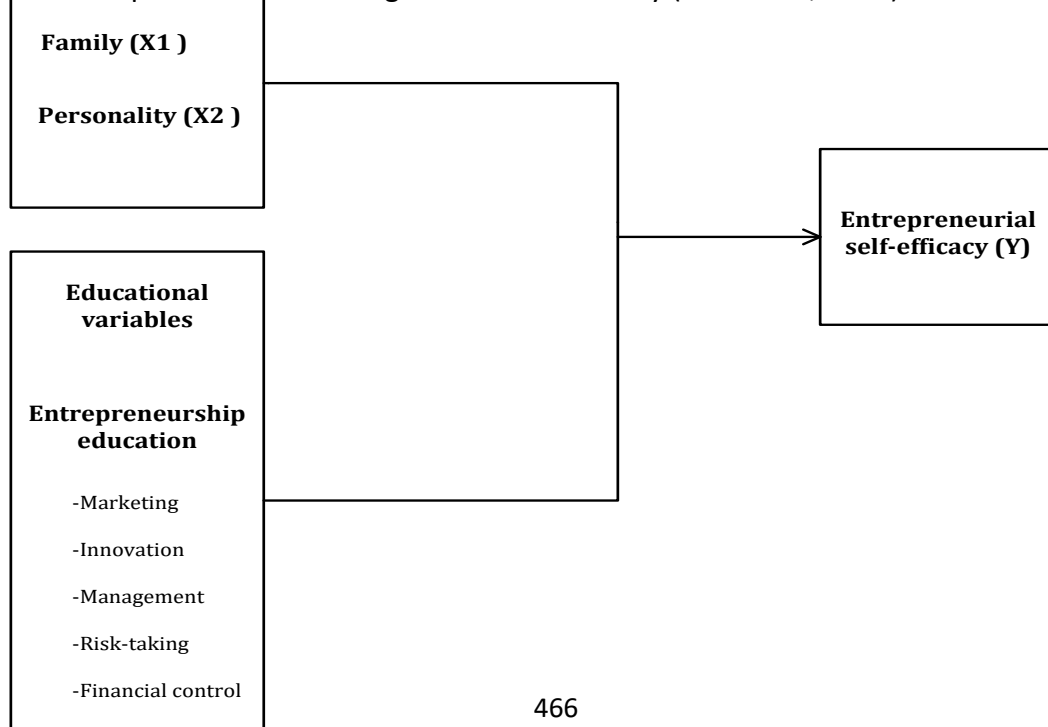 Family (X1 )
Personality (X2 )
Entrepreneurial
self-efficacy (Y)
Educational
variables
Entrepreneurship
education
-Marketing
-Innovation
-Management
-Risk-taking
-Financial control
466